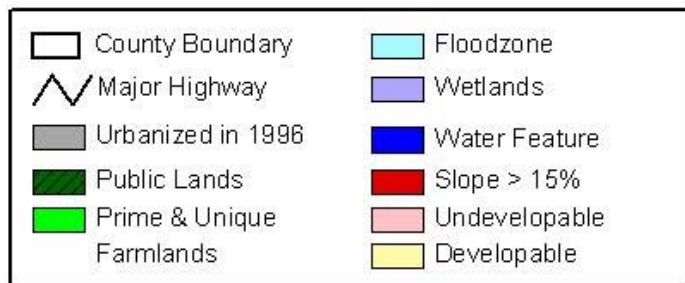 County Boundary
Major Highway
Urbanized in 1996
Public Lands
Prime & Unique
Farmlands
Floodzone
Wetlands
Water Feature
Slope > 15%
Undevelopable
Developable